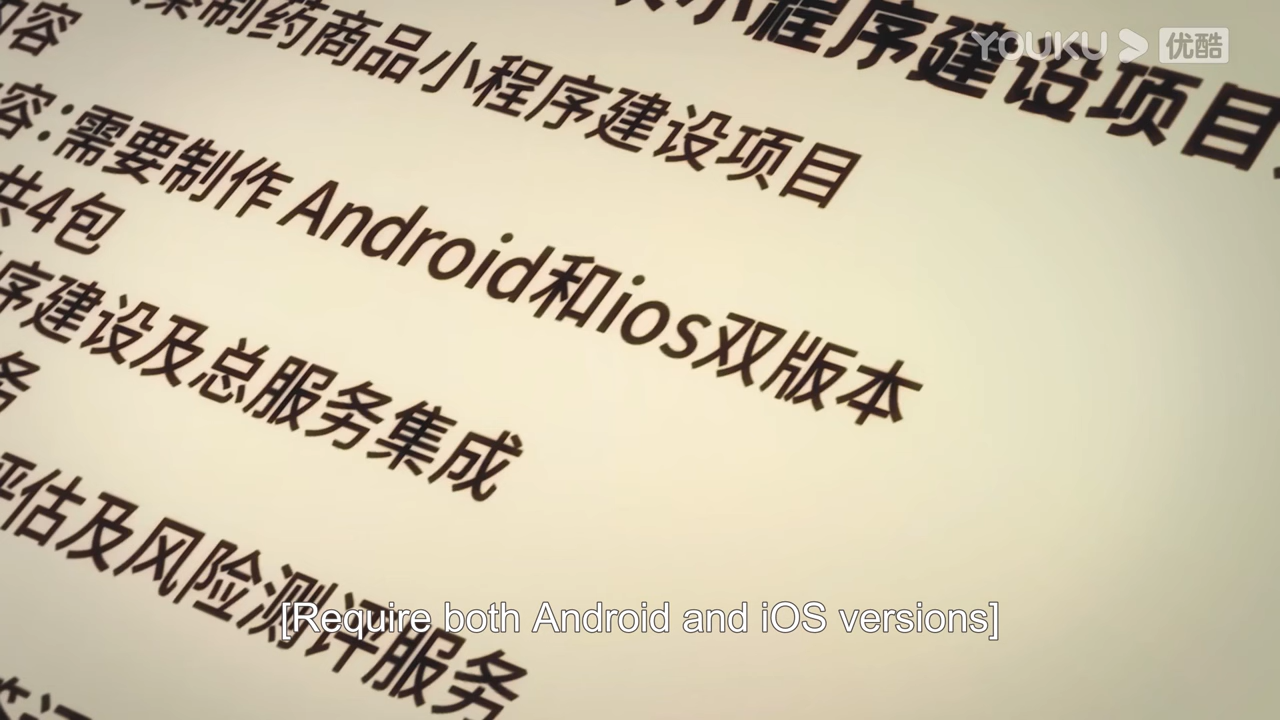 小程序建设项目
YOUKU 优酷
内容
制药商品小程序建设项目
容:需要制作 Android和ios双版本
共4包
序建设及总服务集成
务
评估及风险测评服务
[Require both Android and iOS versions]